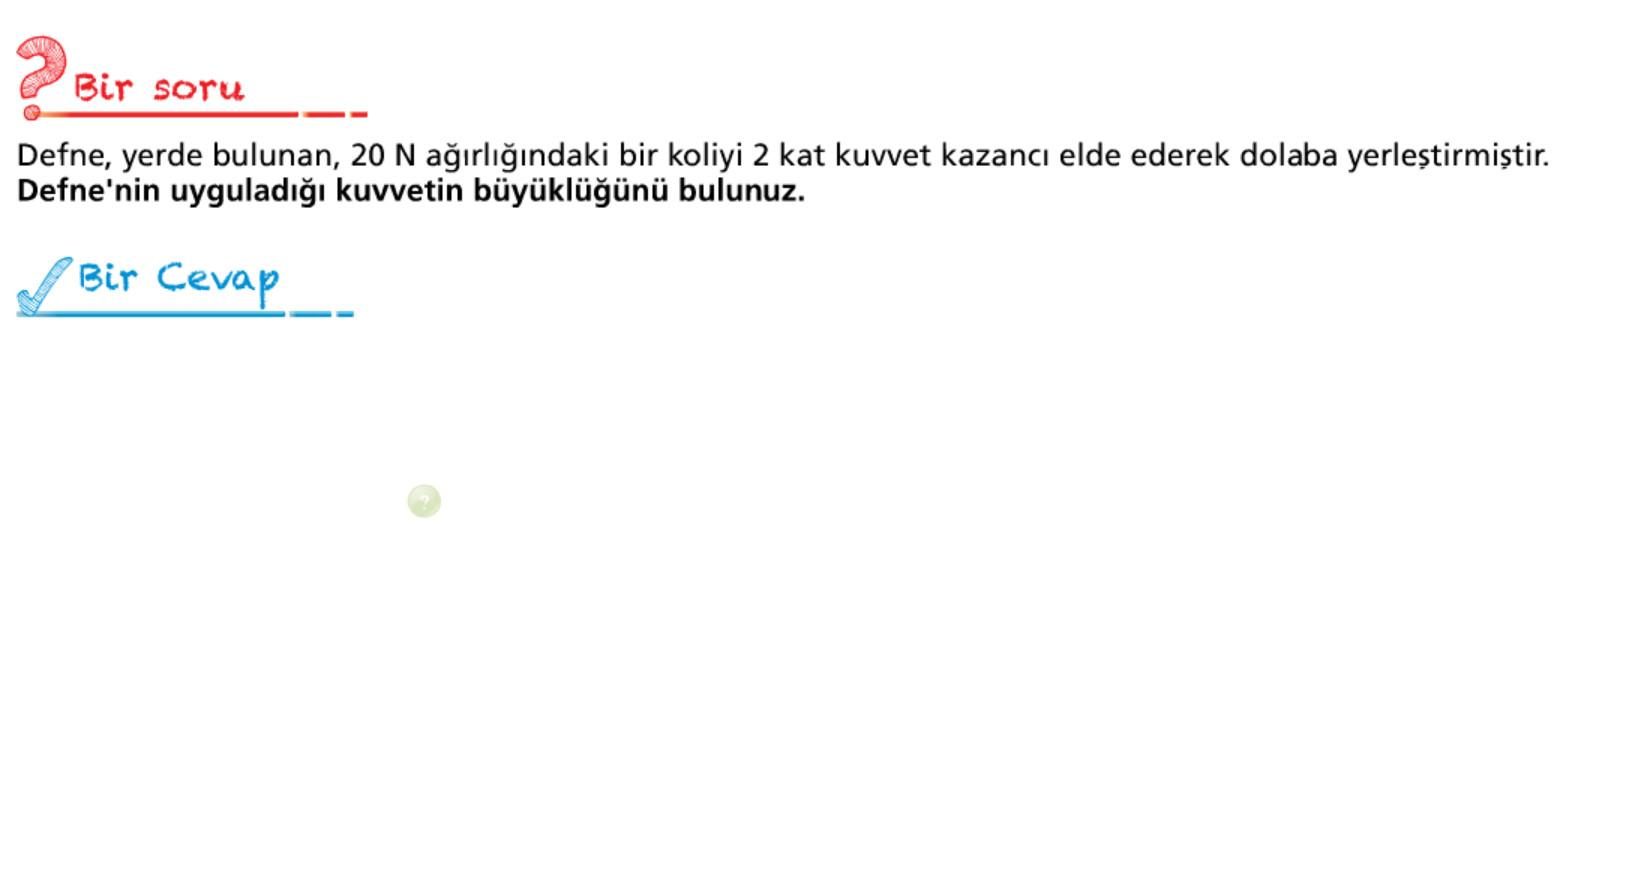 Bir soru
Defne, yerde bulunan, 20 N ağırlığındaki bir koliyi 2 kat kuvvet kazancı elde ederek dolaba yerleştirmiştir.
Defne'nin uyguladığı kuvvetin büyüklüğünü bulunuz.
Bir Cevap
?